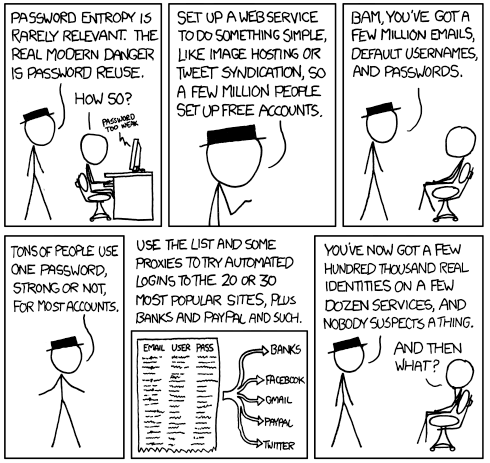 PASSWORD ENTROPY IS
RARELY RELEVANT. THE
REAL MODERN DANGER
IS PASSWORD REUSE.
HOW SO?
PASSWORD
TOO WEAK
SET UP A WEB SERVICE
TO DO SOMETHING SIMPLE,
LIKE IMAGE HOSTING OR
TWEET SYNDICATION, SO
A FEW MILLION PEOPLE
SET UP FREE ACCOUNTS.
BAM, YOU'VE GOT A
FEW MILLION EMAILS,
DEFAULT USERNAMES,
AND PASSWORDS.
TONS OF PEOPLE USE
ONE PASSWORD,
STRONG OR NOT,
FOR MOST ACCOUNTS.
USE THE LIST AND SOME
PROXIES TO TRY AUTOMATED
LOGINS TO THE 20 OR 30
MOST POPULAR SITES, PLUS
BANKS AND PAYPAL AND SUCH.
EMAIL USER PASS
BANKS
FACEBOOK
GMAIL
PAYPAL
TWITTER
YOU'VE NOW GOT A FEW
HUNDRED THOUSAND REAL
IDENTITIES ON A FEW
DOZEN SERVICES, AND
NOBODY SUSPECTS A THING.
AND THEN
WHAT?